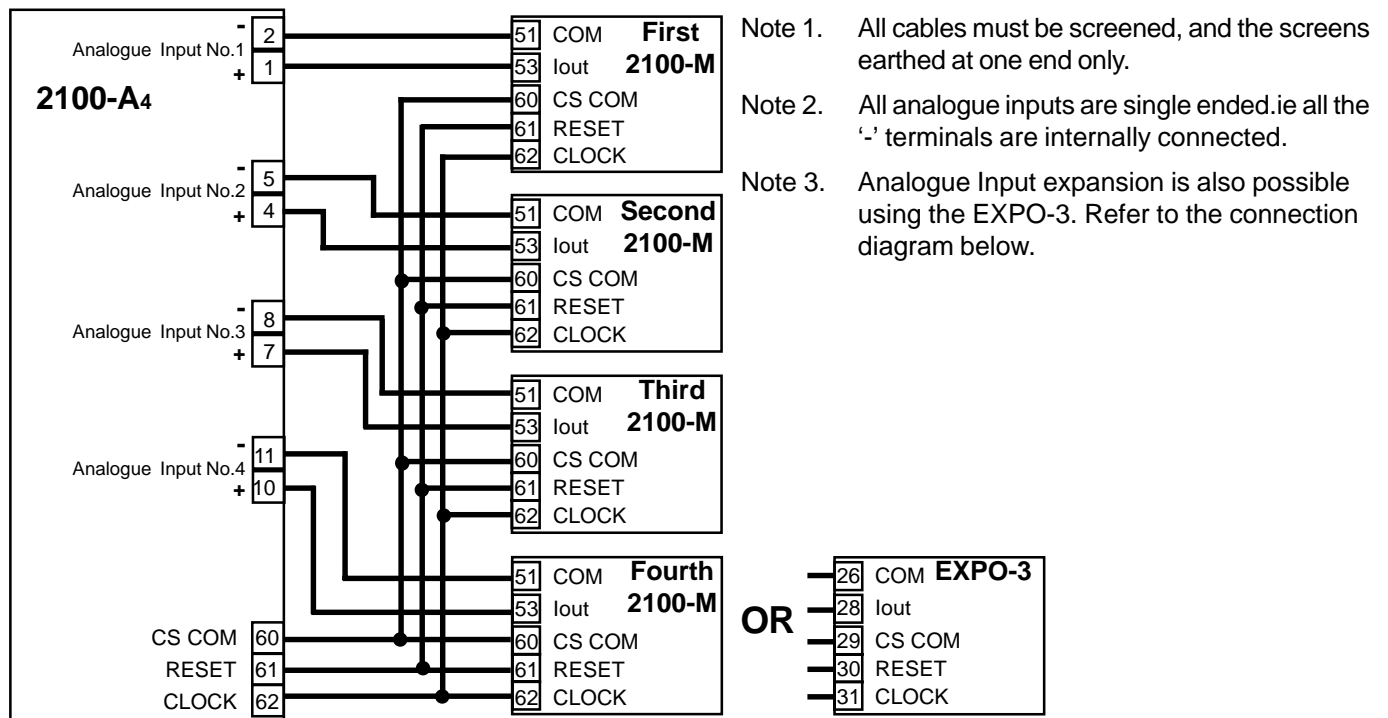 2100-A4
Analogue Input No.1
- 2
+ 1
Analogue Input No.2
- 5
+ 4
Analogue Input No.3
- 8
+ 7
Analogue Input No.4
- 11
+ 10
CS COM 60
RESET 61
CLOCK 62
First
2100-M
51 COM
53 Iout
60 CS COM
61 RESET
62 CLOCK
Second
2100-M
51 COM
53 Iout
60 CS COM
61 RESET
62 CLOCK
Third
2100-M
51 COM
53 Iout
60 CS COM
61 RESET
62 CLOCK
Fourth
2100-M
51 COM
53 Iout
60 CS COM
61 RESET
62 CLOCK
OR
EXPO-3
26 COM
28 Iout
29 CS COM
30 RESET
31 CLOCK
Note 1. All cables must be screened, and the screens
earthed at one end only.
Note 2. All analogue inputs are single ended.ie all the
‘-’ terminals are internally connected.
Note 3. Analogue Input expansion is also possible
using the EXPO-3. Refer to the connection
diagram below.